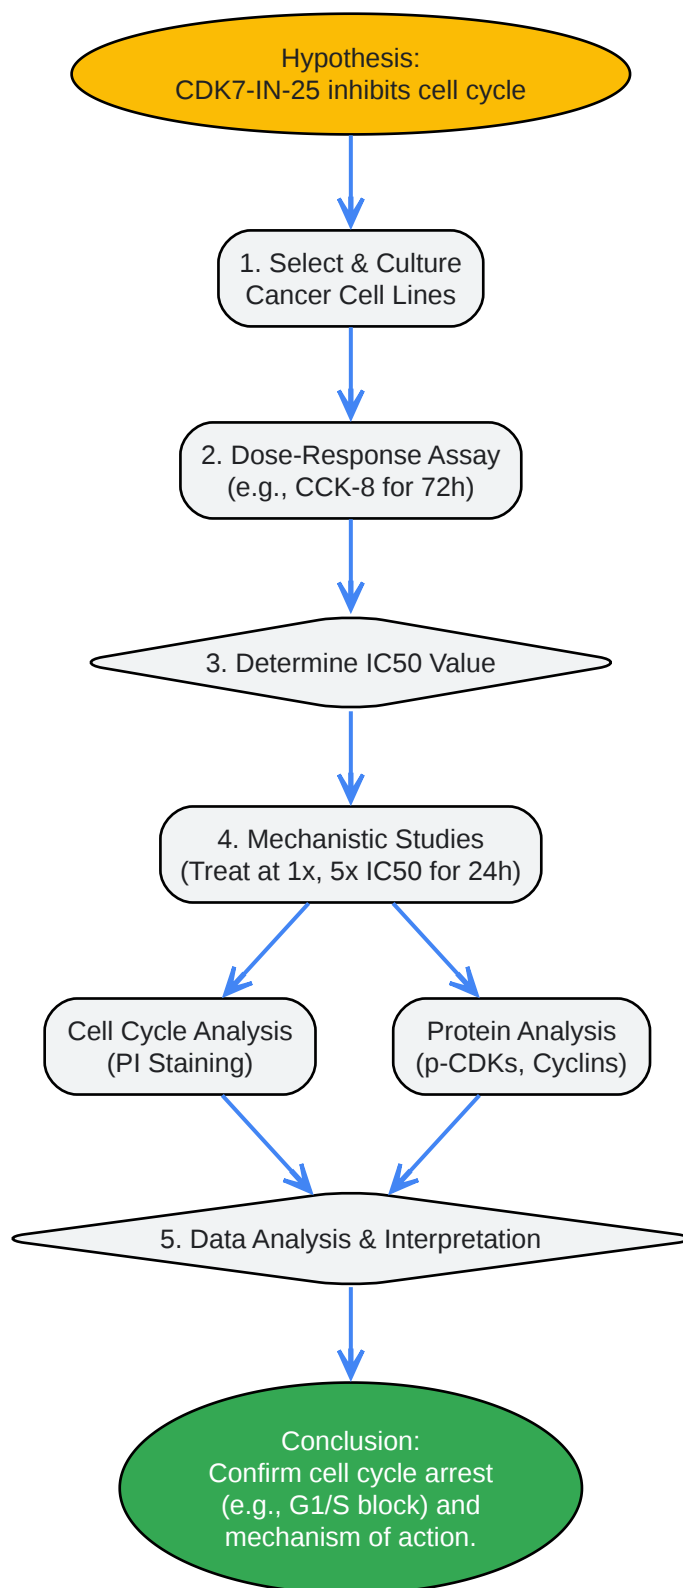 Hypothesis:
CDK7-IN-25 inhibits cell cycle
1. Select & Culture
Cancer Cell Lines
2. Dose-Response Assay
(e.g., CCK-8 for 72h)
3. Determine IC50 Value
4. Mechanistic Studies
(Treat at 1x, 5x IC50 for 24h)
Cell Cycle Analysis
(PI Staining)
Protein Analysis
(p-CDKs, Cyclins)
5. Data Analysis & Interpretation
Conclusion:
Confirm cell cycle arrest
(e.g., G1/S block) and
mechanism of action.